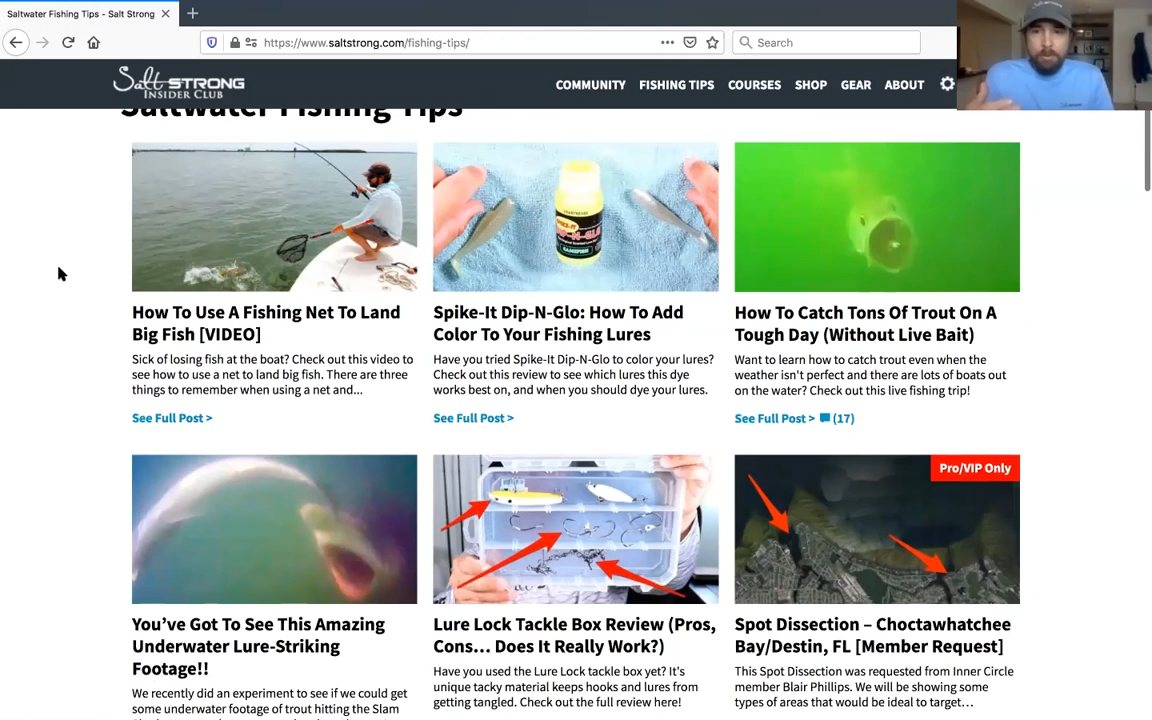 Saltwater Fishing Tips - Salt Strong
https://www.saltstrong.com/fishing-tips/
Search
Salt STRONG
INSIDER CLUB
COMMUNITY FISHING TIPS COURSES SHOP GEAR ABOUT
Saltwater Fishing Tips
How To Use A Fishing Net To Land
Big Fish [VIDEO]
Sick of losing fish at the boat? Check out this video to
see how to use a net to land big fish. There are three
things to remember when using a net and...
See Full Post >
Spike-It Dip-N-Glo: How To Add
Color To Your Fishing Lures
Have you tried Spike-It Dip-N-Glo to color your lures?
Check out this review to see which lures this dye
works best on, and when you should dye your lures.
See Full Post >
How To Catch Tons Of Trout On A
Tough Day (Without Live Bait)
Want to learn how to catch trout even when the
weather isn't perfect and there are lots of boats out
on the water? Check out this live fishing trip!
See Full Post > (17)
You've Got To See This Amazing
Underwater Lure-Striking
Footage!!
We recently did an experiment to see if we could get
some underwater footage of trout hitting the Slam
Lure Lock Tackle Box Review (Pros,
Cons... Does It Really Work?)
Have you used the Lure Lock tackle box yet? It's
unique tacky material keeps hooks and lures from
getting tangled. Check out the full review here!
Pro/VIP Only
Spot Dissection – Choctawhatchee
Bay/Destin, FL [Member Request]
This Spot Dissection was requested from Inner Circle
member Blair Phillips. We will be showing some
types of areas that would be ideal to target...